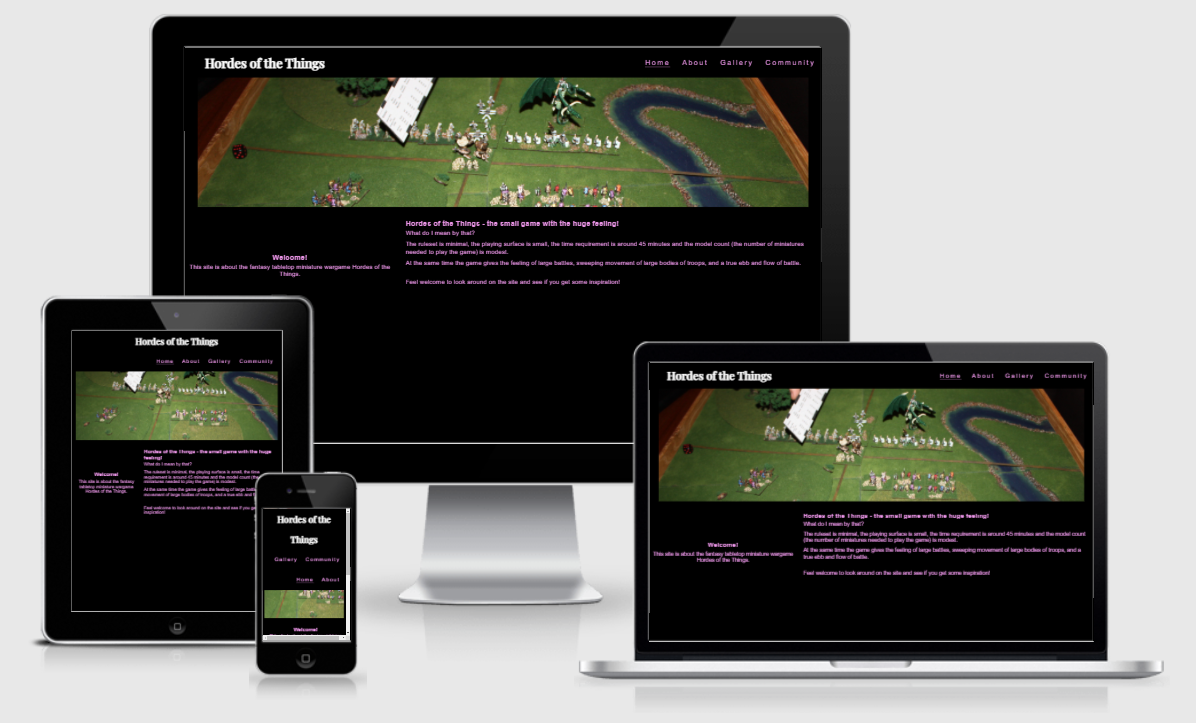 Hordes of the Things
Home About Gallery Community
Hordes of the Things - the small game with the huge feeling!
What do I mean by that?
The ruleset is minimal, the playing surface is small, the time requirement is around 45 minutes and the model count (the number of miniatures
needed to play the game) is modest.
At the same time the game gives the feeling of large battles, sweeping movement of large bodies of troops, and a true ebb and flow of battle.
Feel welcome to look around on the site and see if you get some inspiration!
Welcome!
This site is about the fantasy tabletop miniature wargame Hordes of the
Things.
Hordes of the Things
Home About Gallery Community
Hordes of the Things - the small game with the huge
feeling!
What do I mean by that?
The ruleset is minimal, the playing surface is small, the time
requirement is around 45 minutes and the model count (the
number of miniatures needed to play the game) is modest.
At the same time the game gives the feeling of large
movement of large bodies of troops, and a true ebb and
Feel welcome to look around on the site and see if you
inspiration!
Welcome!
This site is about the fantasy
tabletop miniature wargame
Hordes of the Things.
Hordes of the
Things
Gallery Community
Home About
Welcome!
Hordes of the Things
Home About Gallery Community
Hordes of the Things - the small game with the huge feeling!
What do I mean by that?
The ruleset is minimal, the playing surface is small, the time requirement is around 45 minutes and the model count
(the number of miniatures needed to play the game) is modest.
At the same time the game gives the feeling of large battles, sweeping movement of large bodies of troops, and a
true ebb and flow of battle.
Feel welcome to look around on the site and see if you get some inspiration!
Welcome!
This site is about the fantasy tabletop miniature wargame
Hordes of the Things.